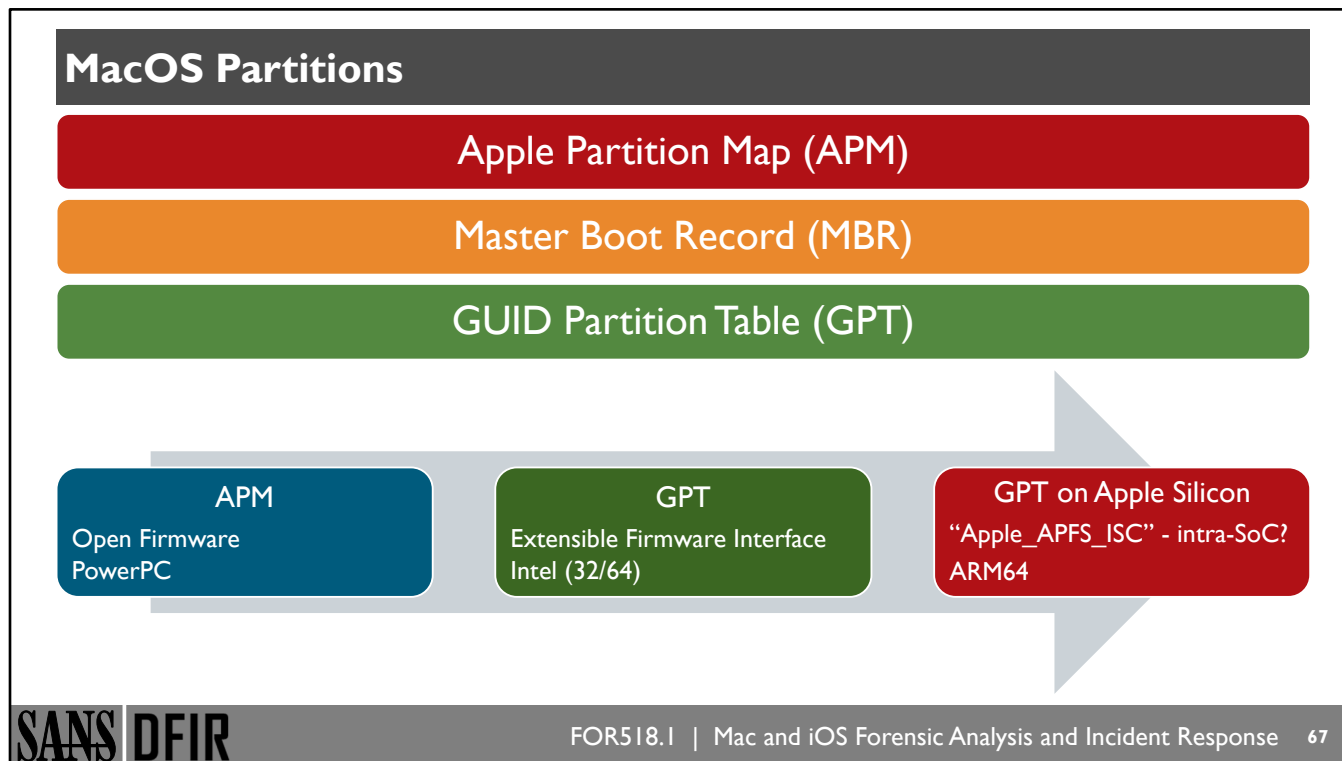 MacOS Partitions
Apple Partition Map (APM)
Master Boot Record (MBR)
GUID Partition Table (GPT)
APM
Open Firmware
PowerPC
GPT
Extensible Firmware Interface
Intel (32/64)
GPT on Apple Silicon
“Apple_APFS_ISC” - intra-SoC?
ARM64
SANS DFIR
FOR518.1 | Mac and iOS Forensic Analysis and Incident Response 67